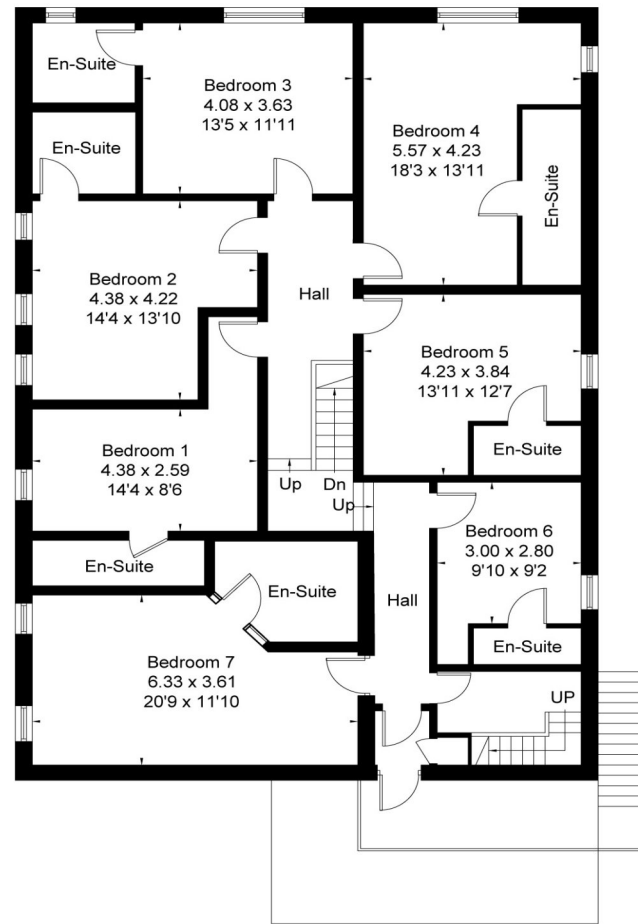 En-Suite
Bedroom 3
4.08 x 3.63
13'5 x 11'11
Bedroom 4
5.57 x 4.23
18'3 x 13'11
En-Suite
En-Suite
Bedroom 2
4.38 x 4.22
14'4 x 13'10
Hall
Bedroom 5
4.23 x 3.84
13'11 x 12'7
En-Suite
Bedroom 1
4.38 x 2.59
14'4 x 8'6
Up
Dn
Up
En-Suite
En-Suite
Hall
Bedroom 6
3.00 x 2.80
9'10 x 9'2
En-Suite
Bedroom 7
6.33 x 3.61
20'9 x 11'10
UP